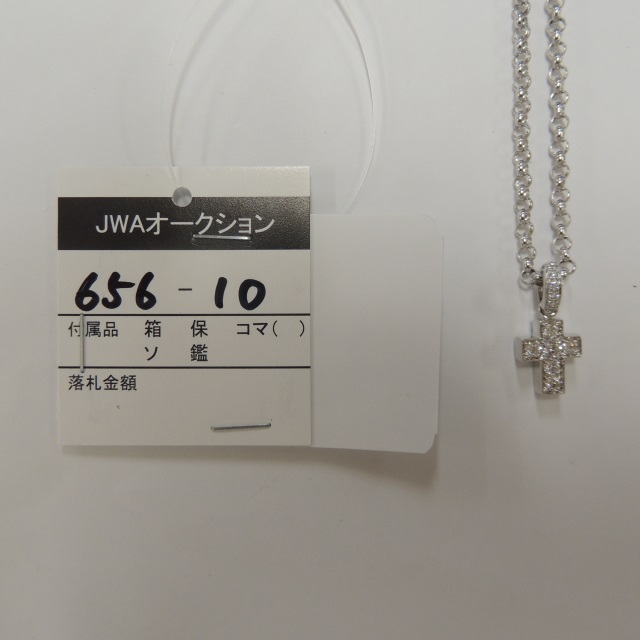 JWAオークション
656-10
付属品 箱 保 コマ( )
ソ 鑑
落札金額